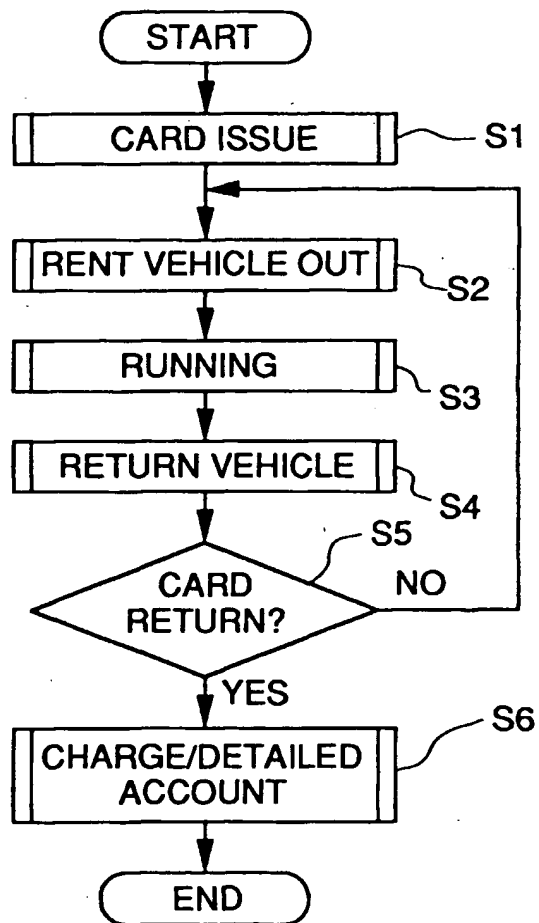 START
CARD ISSUE
S1
RENT VEHICLE OUT
S2
RUNNING
S3
RETURN VEHICLE
S4
S5
CARD
RETURN?
NO
YES
CHARGE/DETAILED
ACCOUNT
S6
END